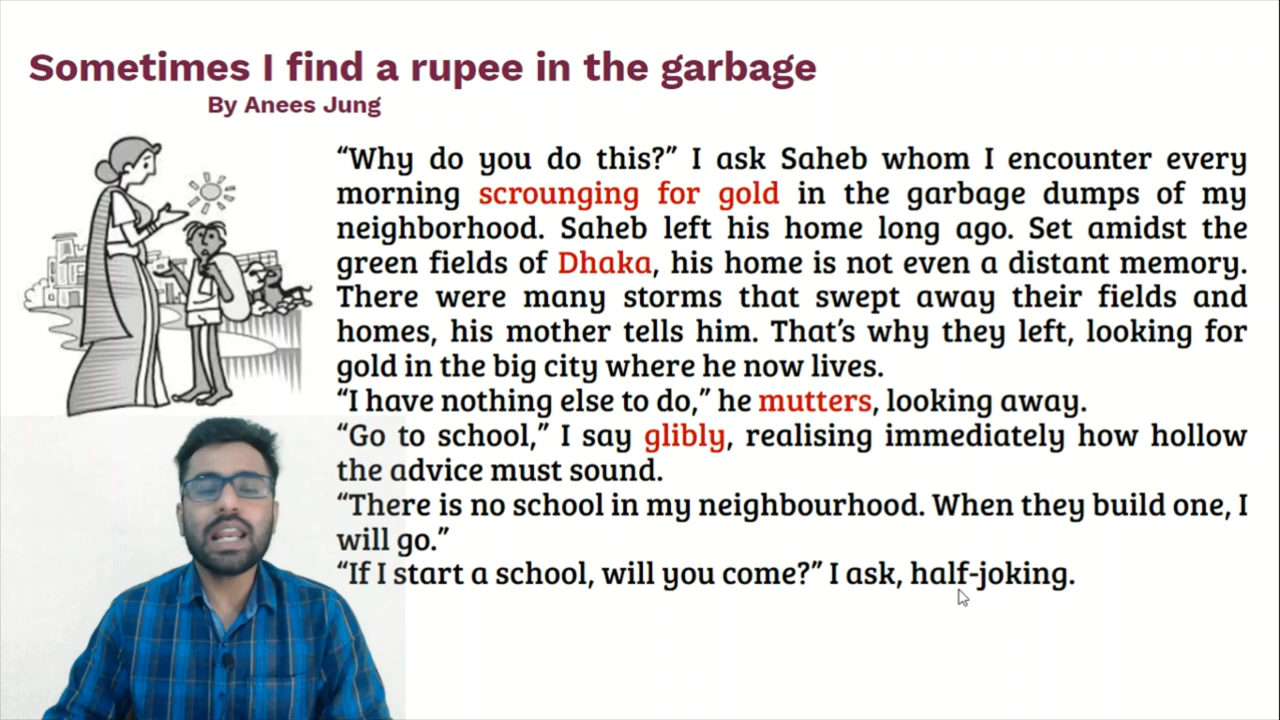 Sometimes I find a rupee in the garbage
By Anees Jung
“Why do you do this?” I ask Saheb whom I encounter every
morning scrounging for gold in the garbage dumps of my
neighborhood. Saheb left his home long ago. Set amidst the
green fields of Dhaka, his home is not even a distant memory.
There were many storms that swept away their fields and
homes, his mother tells him. That’s why they left, looking for
gold in the big city where he now lives.
“I have nothing else to do,” he mutters, looking away.
“Go to school,” I say glibly, realising immediately how hollow
the advice must sound.
“There is no school in my neighbourhood. When they build one, I
will go.”
“If I start a school, will you come?” I ask, half-joking.